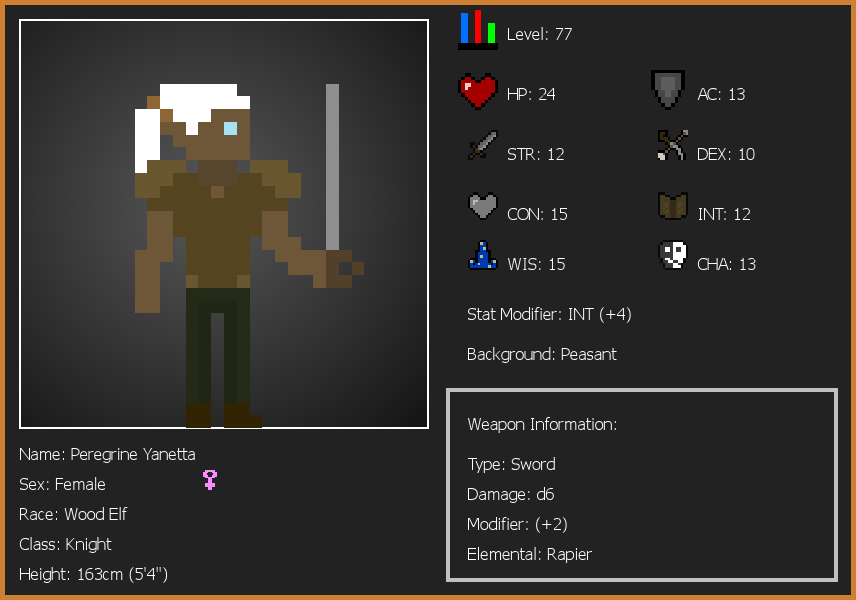 Level: 77
HP: 24
AC: 13
STR: 12
DEX: 10
CON: 15
INT: 12
WIS: 15
CHA: 13
Stat Modifier: INT (+4)
Background: Peasant
Weapon Information:
Type: Sword
Damage: d6
Modifier: (+2)
Elemental: Rapier
Name: Peregrine Yanetta
Sex: Female
Race: Wood Elf
Class: Knight
Height: 163cm (5'4")